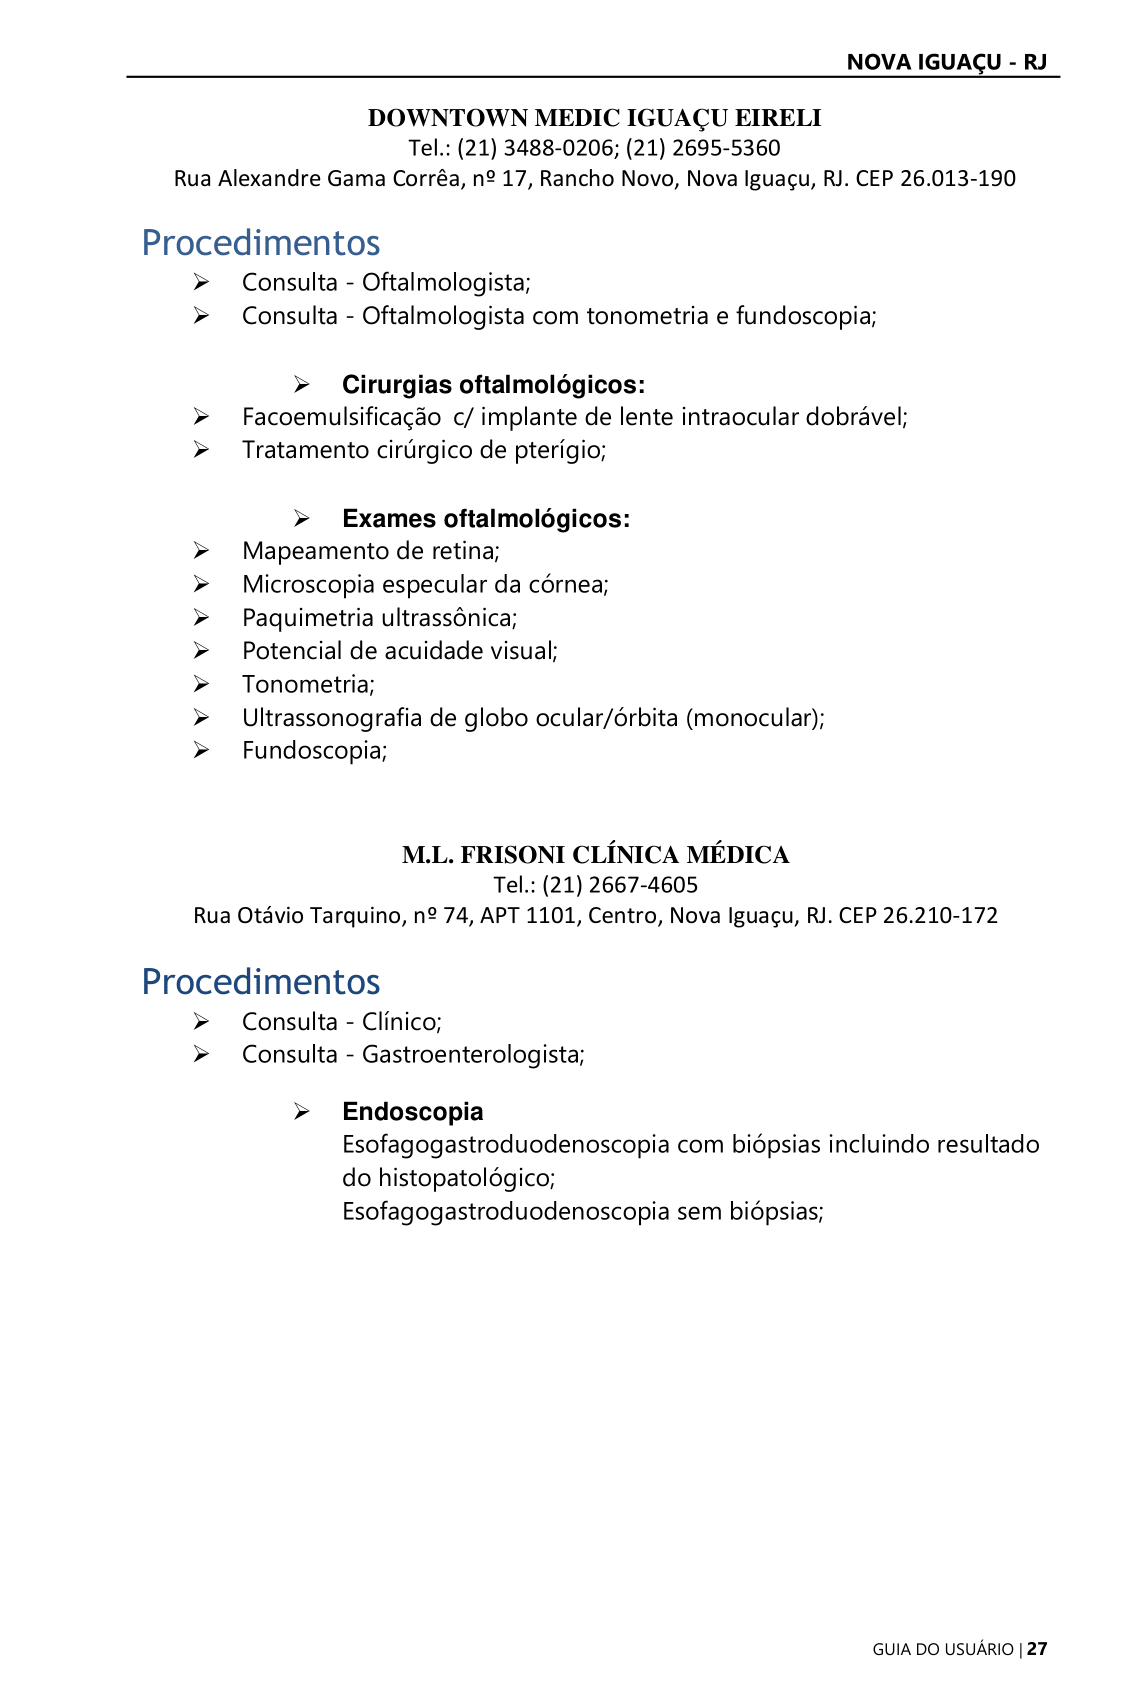 NOVA IGUAÇU - RJ
DOWNTOWN MEDIC IGUAÇU EIRELI
Tel.: (21) 3488-0206; (21) 2695-5360
Rua Alexandre Gama Corrêa, nº 17, Rancho Novo, Nova Iguaçu, RJ. CEP 26.013-190
Procedimentos
➢ Consulta - Oftalmologista;
➢ Consulta - Oftalmologista com tonometria e fundoscopia;
➢ Cirurgias oftalmológicos:
➢ Facoemulsificação c/ implante de lente intraocular dobrável;
➢ Tratamento cirúrgico de pterígio;
➢ Exames oftalmológicos:
➢ Mapeamento de retina;
➢ Microscopia especular da córnea;
➢ Paquimetria ultrassônica;
➢ Potencial de acuidade visual;
➢ Tonometria;
➢ Ultrassonografia de globo ocular/órbita (monocular);
➢ Fundoscopia;
M.L. FRISONI CLÍNICA MÉDICA
Tel.: (21) 2667-4605
Rua Otávio Tarquino, nº 74, APT 1101, Centro, Nova Iguaçu, RJ. CEP 26.210-172
Procedimentos
➢ Consulta - Clínico;
➢ Consulta - Gastroenterologista;
➢ Endoscopia
Esofagogastroduodenoscopia com biópsias incluindo resultado
do histopatológico;
Esofagogastroduodenoscopia sem biópsias;
GUIA DO USUÁRIO | 27